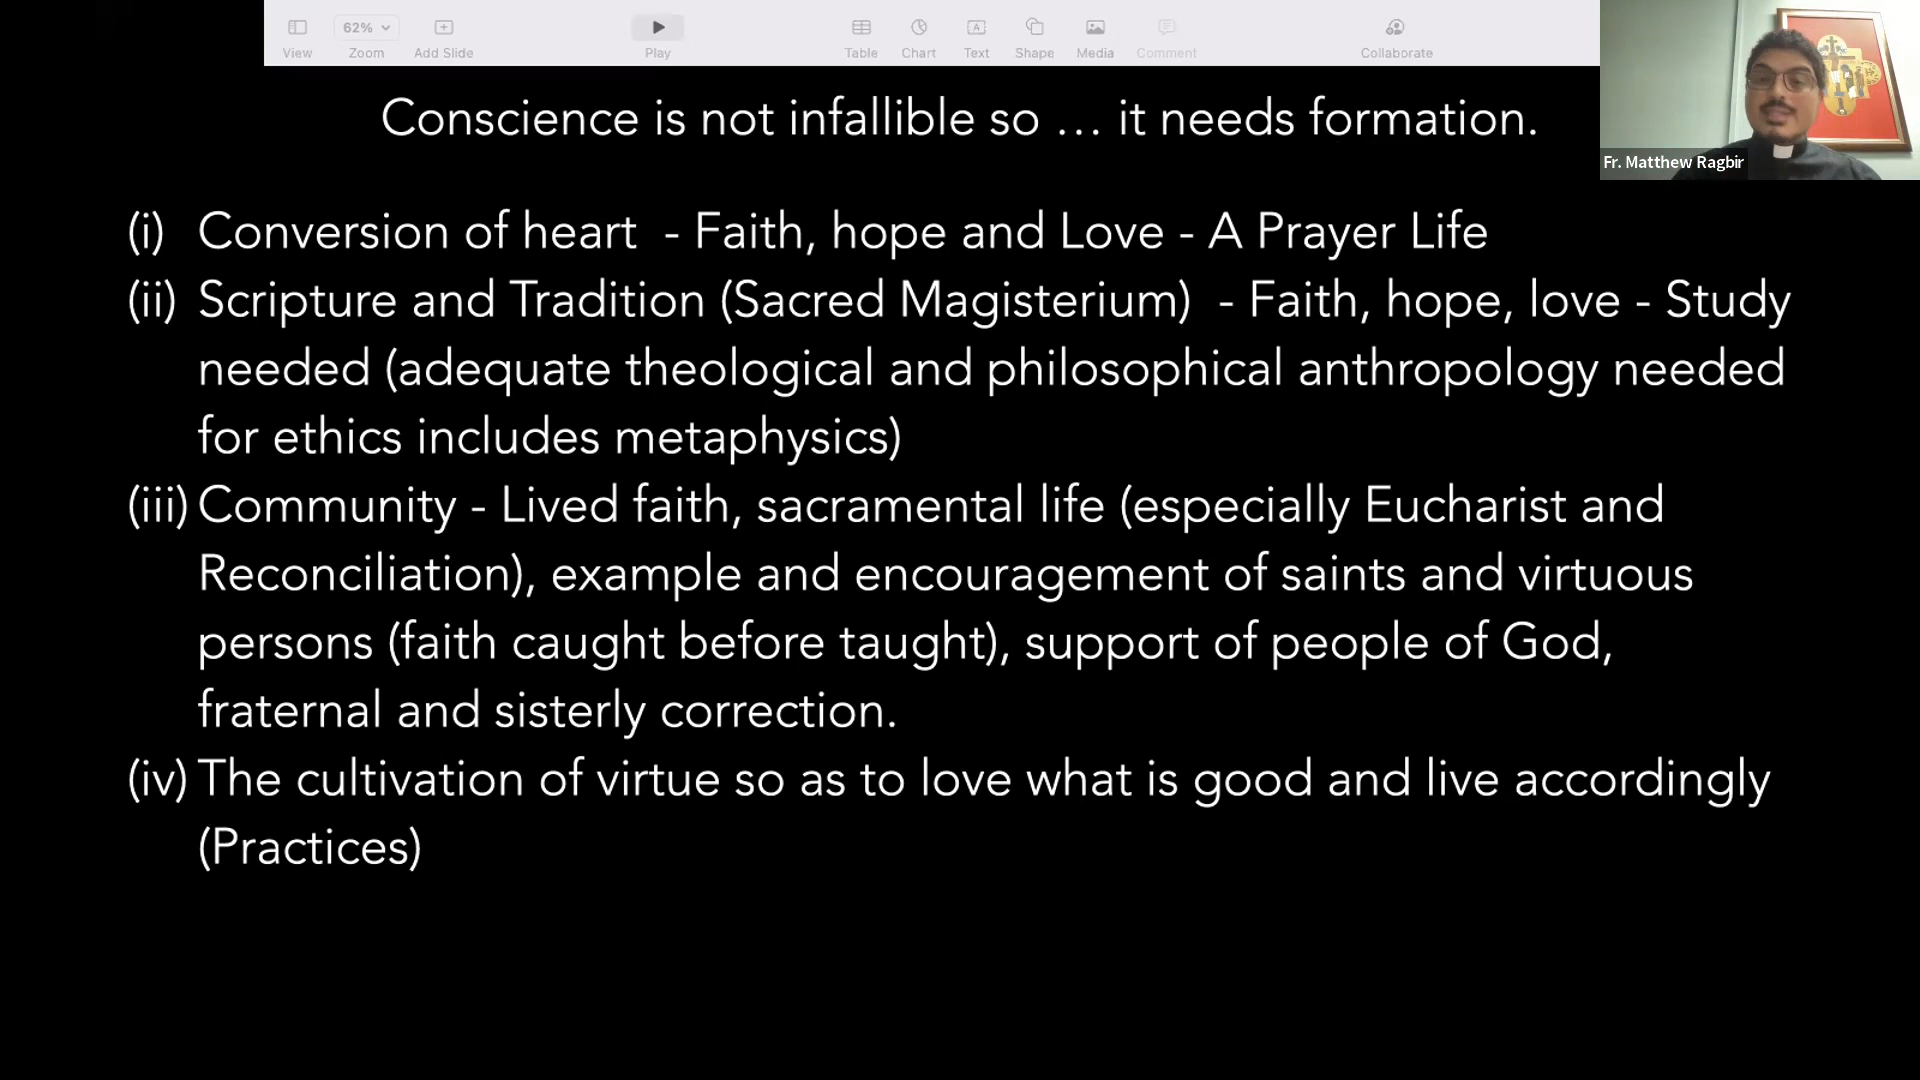 62%
View
Zoom
Add Slide
Play
Table
Chart
Text
Shape
Media
Comment
Collaborate
Fr. Matthew Ragbir
Conscience is not infallible so … it needs formation.
(i) Conversion of heart - Faith, hope and Love - A Prayer Life
(ii) Scripture and Tradition (Sacred Magisterium) - Faith, hope, love - Study
needed (adequate theological and philosophical anthropology needed
for ethics includes metaphysics)
(iii) Community - Lived faith, sacramental life (especially Eucharist and
Reconciliation), example and encouragement of saints and virtuous
persons (faith caught before taught), support of people of God,
fraternal and sisterly correction.
(iv) The cultivation of virtue so as to love what is good and live accordingly
(Practices)